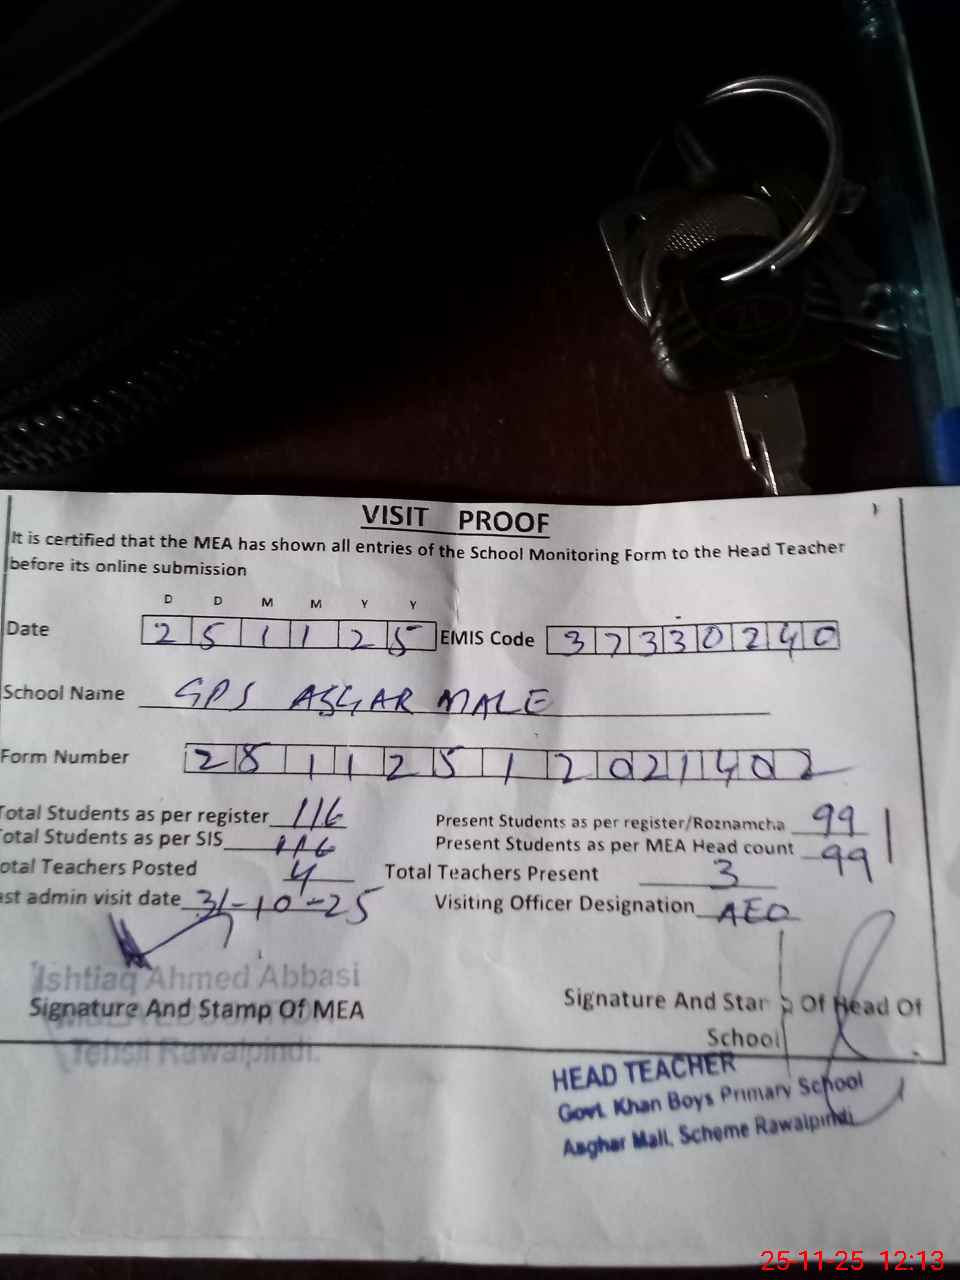 VISIT PROOF
It is certified that the MEA has shown all entries of the School Monitoring Form to the Head Teacher
before its online submission
D D M M Y Y
Date 2 5 1 1 2 5 EMIS Code 3 7 3 3 0 2 4 0
School Name GPS ASGAR MALE
Form Number 2 5 1 1 2 5 1 2 0 2 1 4 0 2
Total Students as per register 116 Present Students as per register/Roznamcha 99
Total Students as per SIS 116 Present Students as per MEA Head count 99
otal Teachers Posted 4 Total Teachers Present 3
ast admin visit date 31-10-25 Visiting Officer Designation AEO
Ishtiaq Ahmed Abbasi
Signature And Stamp Of MEA Signature And Star p Of Head Of
School
Tehsil Rawalpindi.
HEAD TEACHER
Govt. Khan Boys Primary School
Asghar Mall, Scheme Rawalpindi
25-11-25 12:13